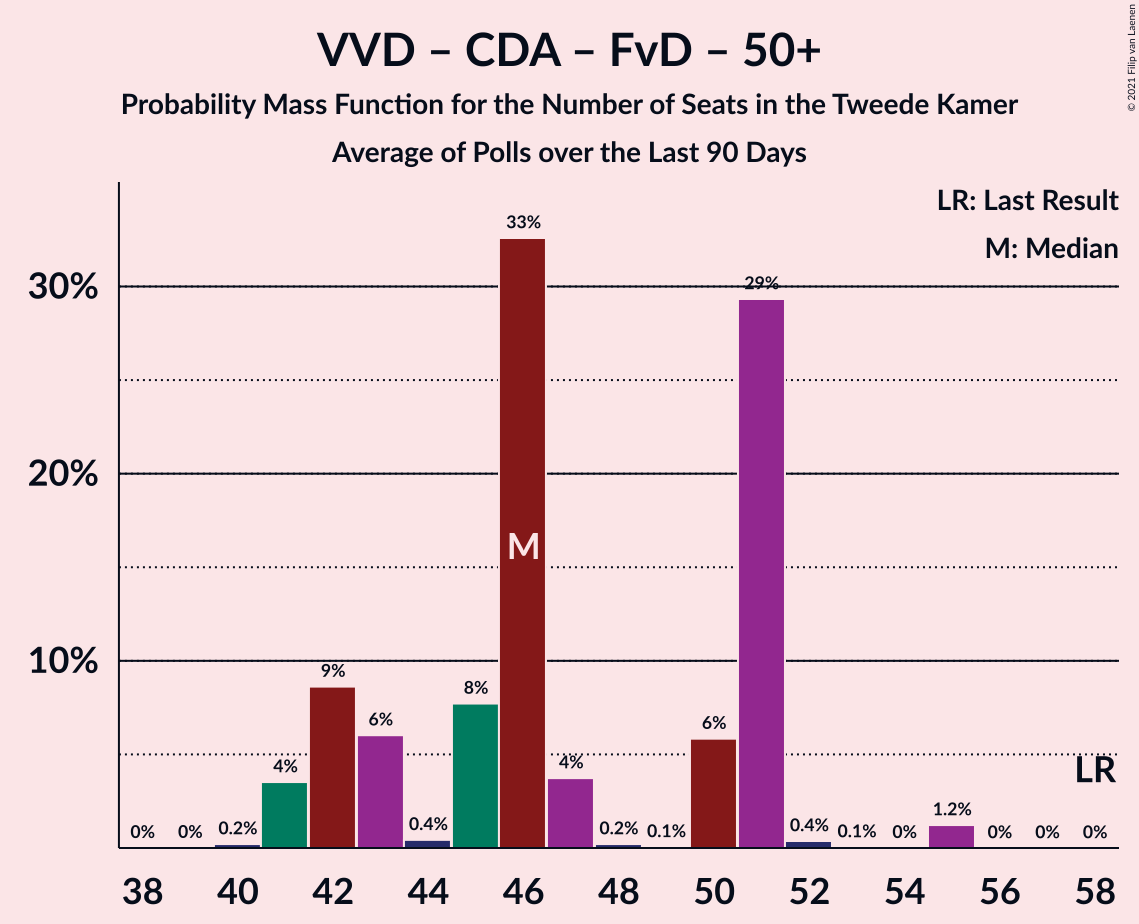 VVD – CDA – FvD – 50+
Probability Mass Function for the Number of Seats in the Tweede Kamer
Average of Polls over the Last 90 Days
© 2021 Filip van Laenen
LR: Last Result
M: Median
30%
20%
10%
0%
0%
0.2%
4%
9%
6%
0.4%
8%
33%
4%
0.2%
0.1%
6%
29%
0.4%
0.1%
0%
1.2%
0%
0%
0%
M
LR
38 40 42 44 46 48 50 52 54 56 58